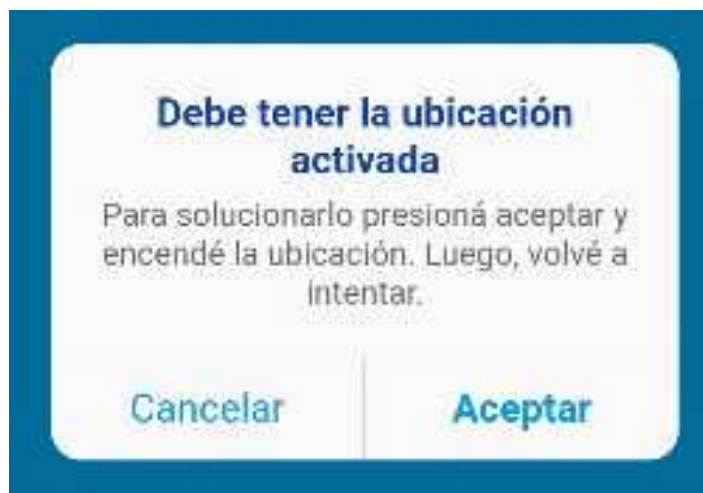 Debe tener la ubicación
activada
Para solucionarlo presioná aceptar y
encendé la ubicación. Luego, volvé a
intentar.
Cancelar
Aceptar